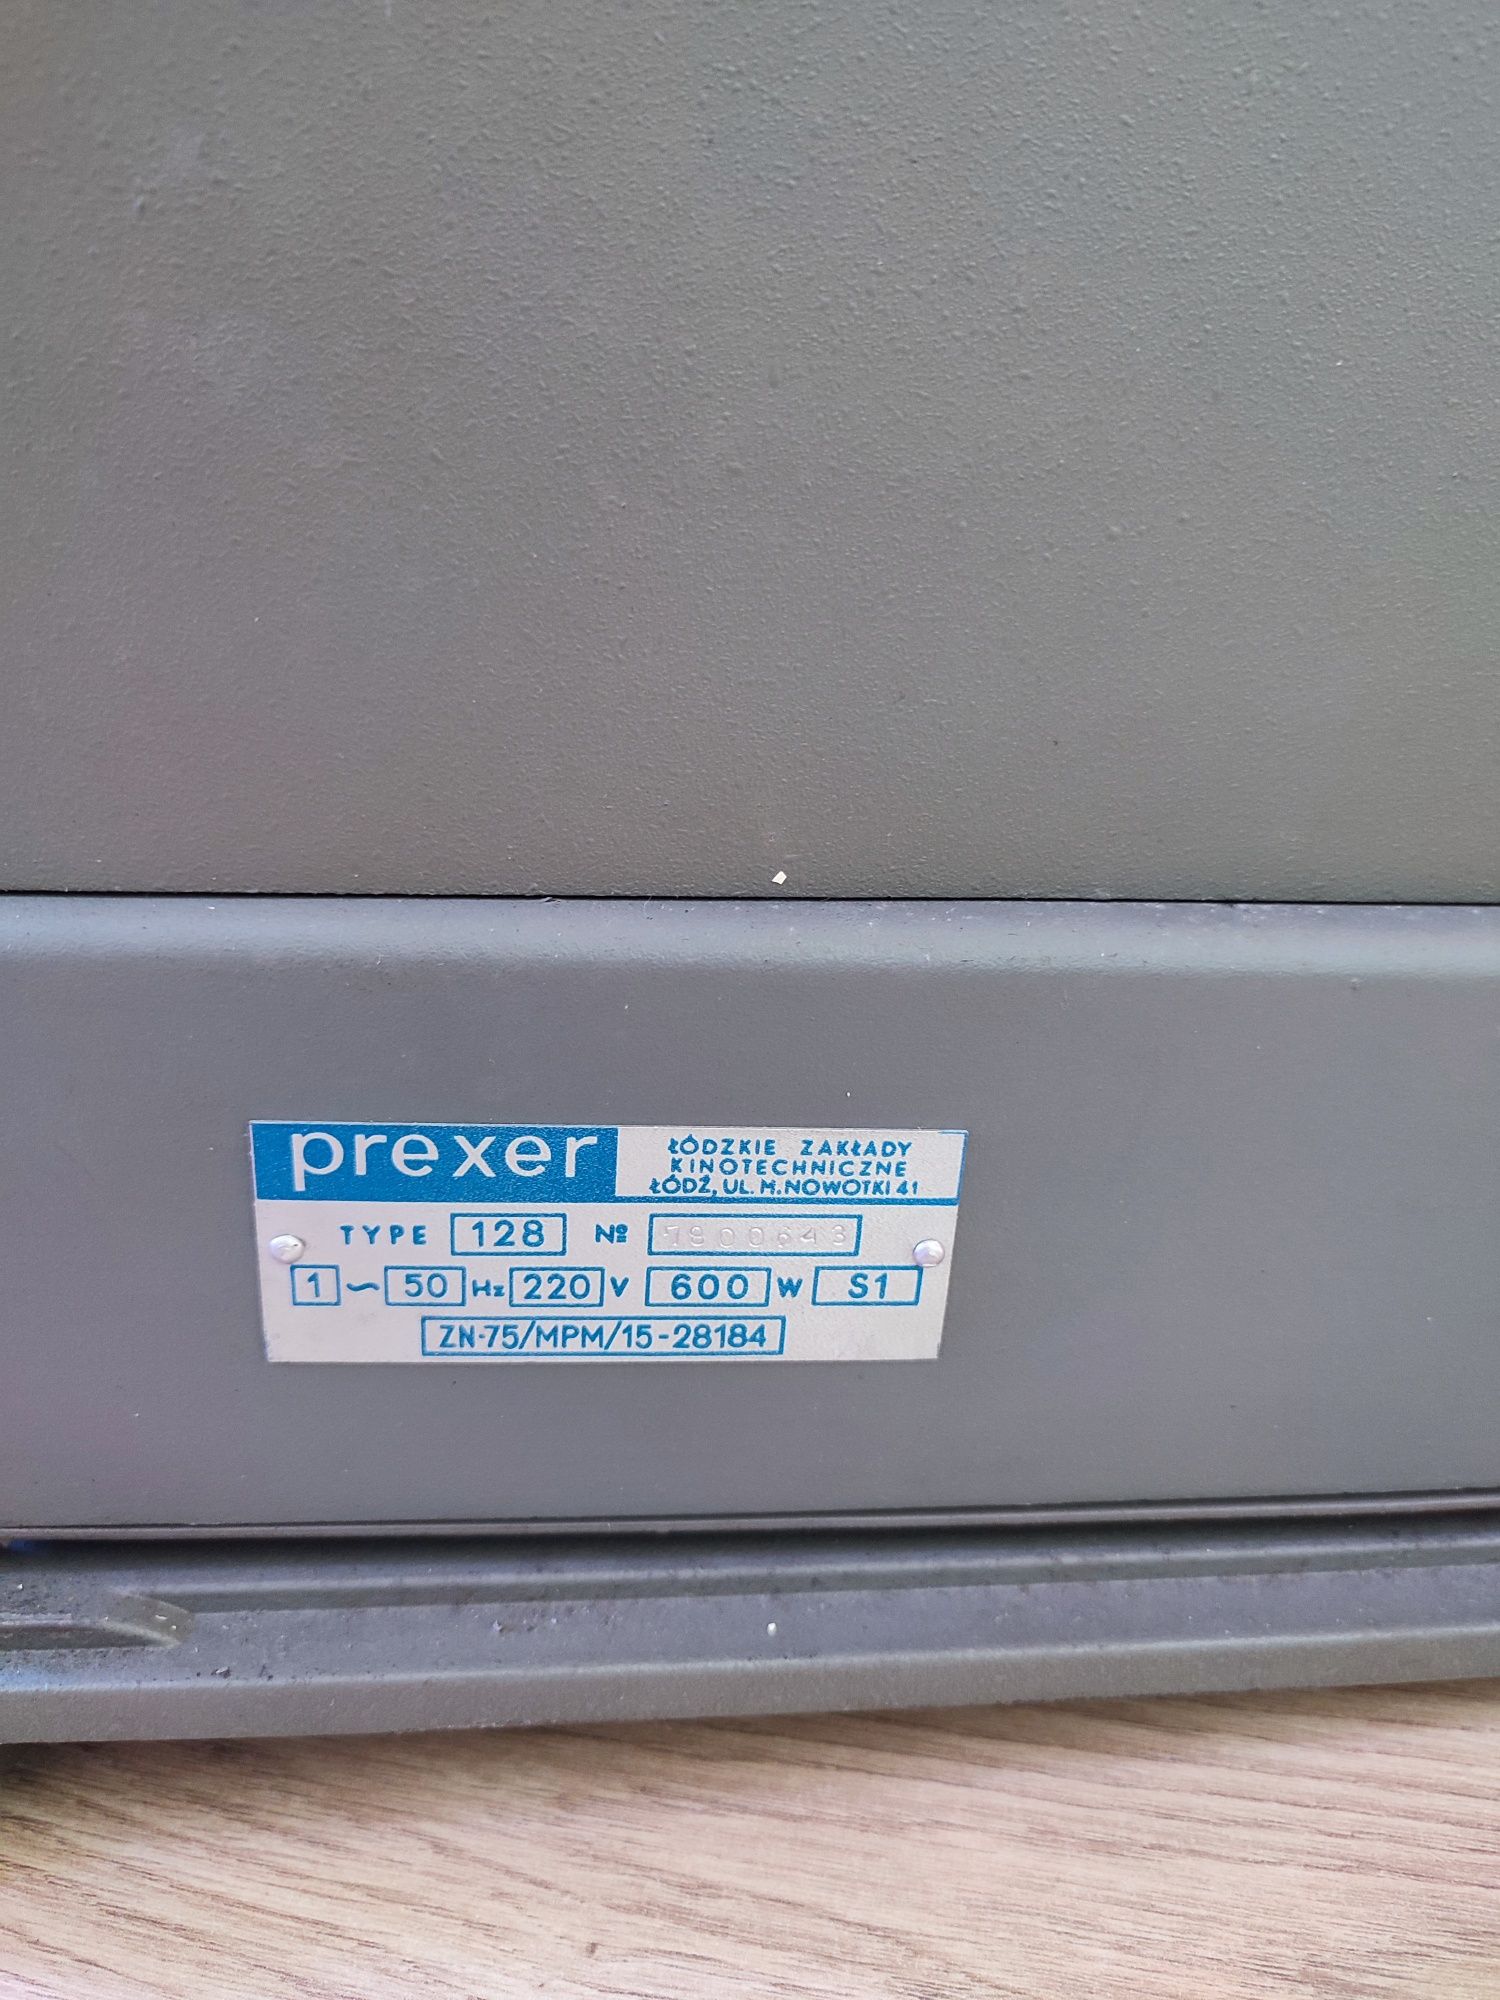 prexer
ŁÓDZKIE ZAKŁADY
KINOTECHNICZNE
ŁÓDŹ, UL. M. NOWOTKI 41
TYPE 128 № 7800643
1 ~ 50 Hz 220 V 600 W S1
ZN-75/MPM/15-28184